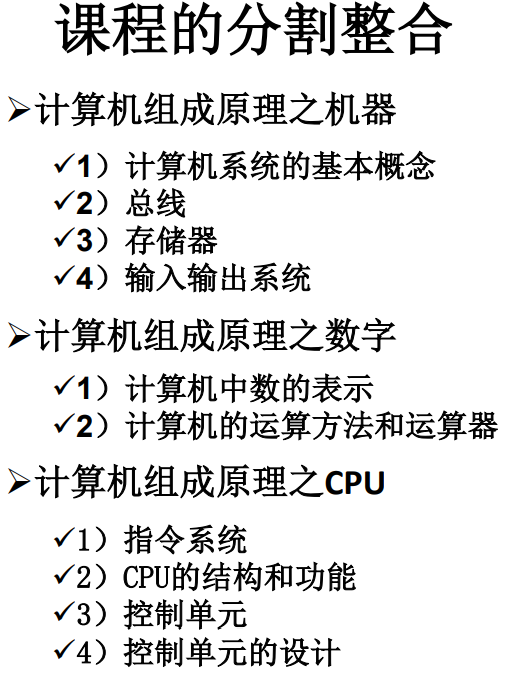 课程的分割整合
➢计算机组成原理之机器
✓1）计算机系统的基本概念
✓2）总线
✓3）存储器
✓4）输入输出系统
➢计算机组成原理之数字
✓1）计算机中数的表示
✓2）计算机的运算方法和运算器
➢计算机组成原理之CPU
✓1）指令系统
✓2）CPU的结构和功能
✓3）控制单元
✓4）控制单元的设计